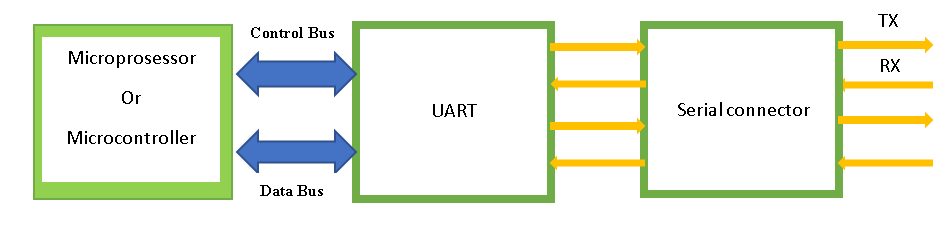 Microprosessor
Or
Microcontroller
Control Bus
Data Bus
UART
Serial connector
TX
RX